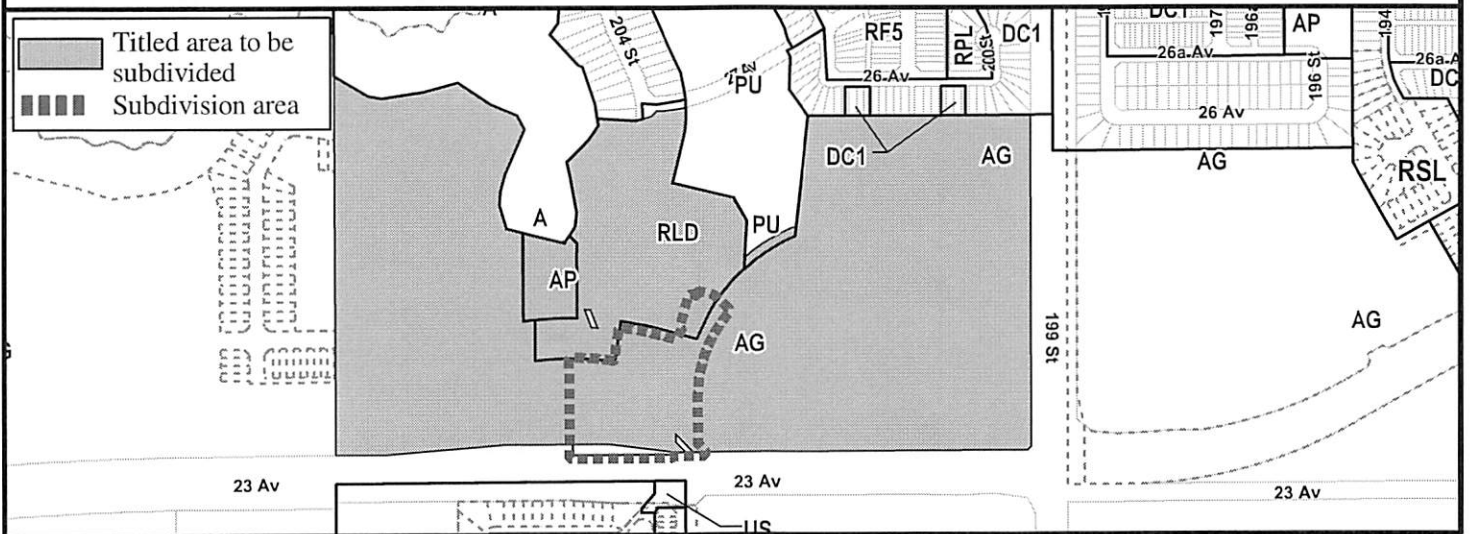 Titled area to be
subdivided
Subdivision area
204 St
PU
RF5
RPL
200 St
DC1
26 Av
DC1
AG
A
RLD
PU
AP
AG
DC1
197
196a
AP
26a Av
196 St
26 Av
AG
194
26a A
DC
RSL
199 St
AG
23 Av
23 Av
23 Av
US